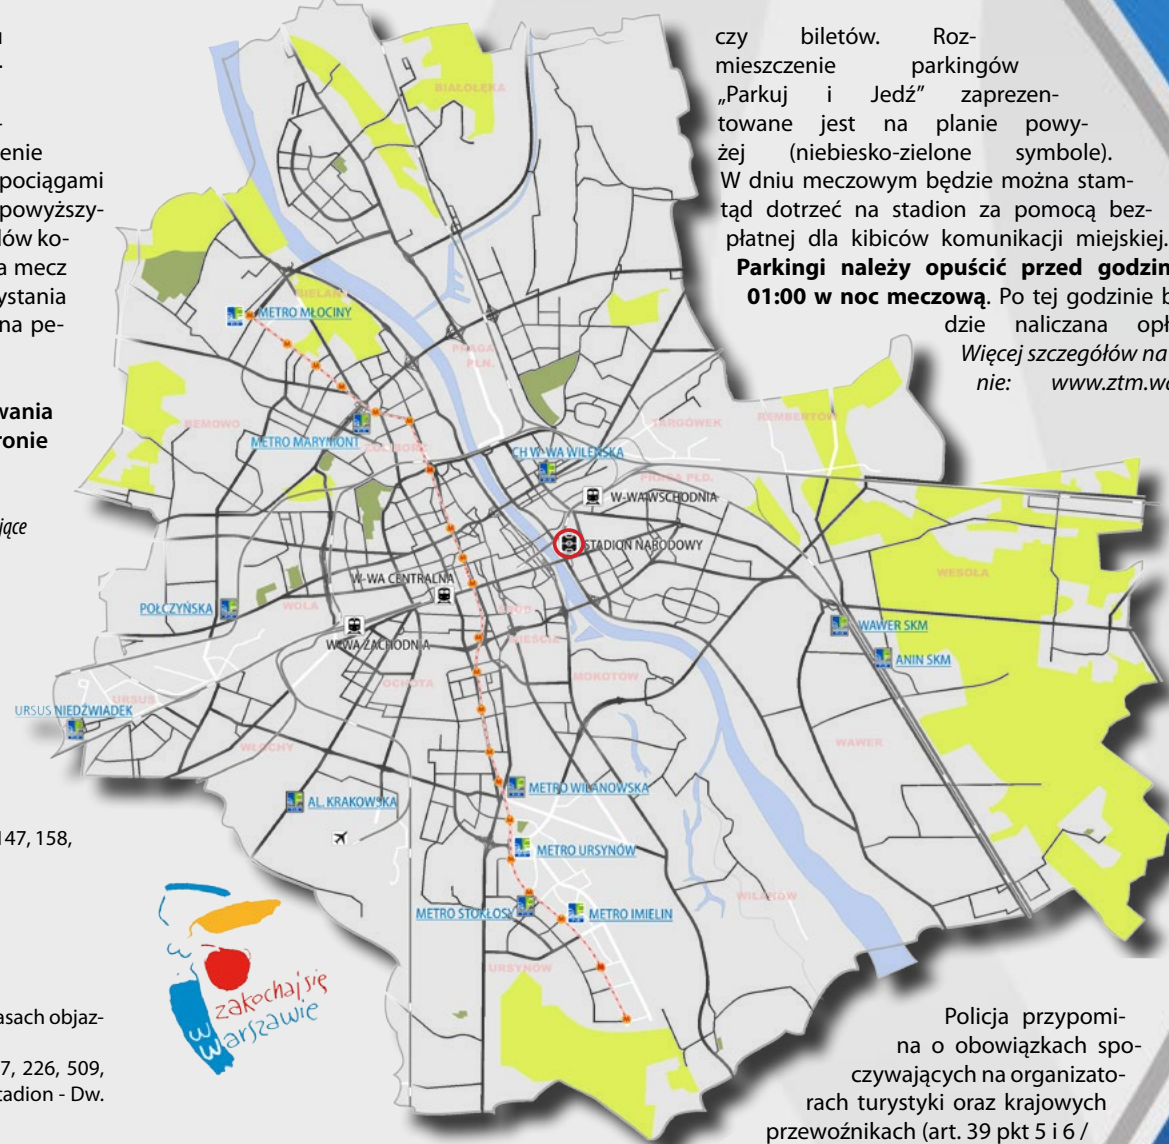 czy biletów. Roz-
mieszczenie parkingów
„Parkuj i Jedź” zaprezen-
towane jest na planie powy-
żej (niebiesko-zielone symbole).
W dniu meczowym będzie można stam-
tąd dotrzeć na stadion za pomocą bez-
płatnej dla kibiców komunikacji miejskiej.
Parkingi należy opuścić przed godzin
01:00 w noc meczową. Po tej godzinie b
dzie naliczana opł
Więcej szczegółów na
nie: www.ztm.wa
enie
pociągami
powyższy-
lów ko-
a mecz
ystania
na pe-
wania
ronie
jące
147, 158,
asach objaz-
7, 226, 509,
tadion - Dw.
BIAŁOŁĘKA
BIELANY
METRO MŁOCINY
PRAGA
PŁN.
BEMOWO
METRO MARYMONT
ŻOLIBORZ
TARGÓWEK
REMBERTÓW
CH W-WA WILEŃSKA
PRAGA PŁD.
W-WA WSCHODNIA
STADION NARODOWY
WESOŁA
W-WA CENTRALNA
POŁCZYŃSKA
WOLA
ŚRÓD
MIEŚCIE
W-WA ZACHODNIA
WAWER SKM
ANIN SKM
OCHOTA
MOKOTÓW
URSUS
URSUS NIEDŹWIADEK
WŁOCHY
WAWER
METRO WILANOWSKA
AL. KRAKOWSKA
METRO URSYNÓW
WILANÓW
METRO STOKŁOSY
METRO IMIELIN
URSYNÓW
zakochaj się
w warszawie
Policja przypomi-
na o obowiązkach spo-
czywających na organizato-
rach turystyki oraz krajowych
przewoźnikach (art. 39 pkt 5 i 6 /